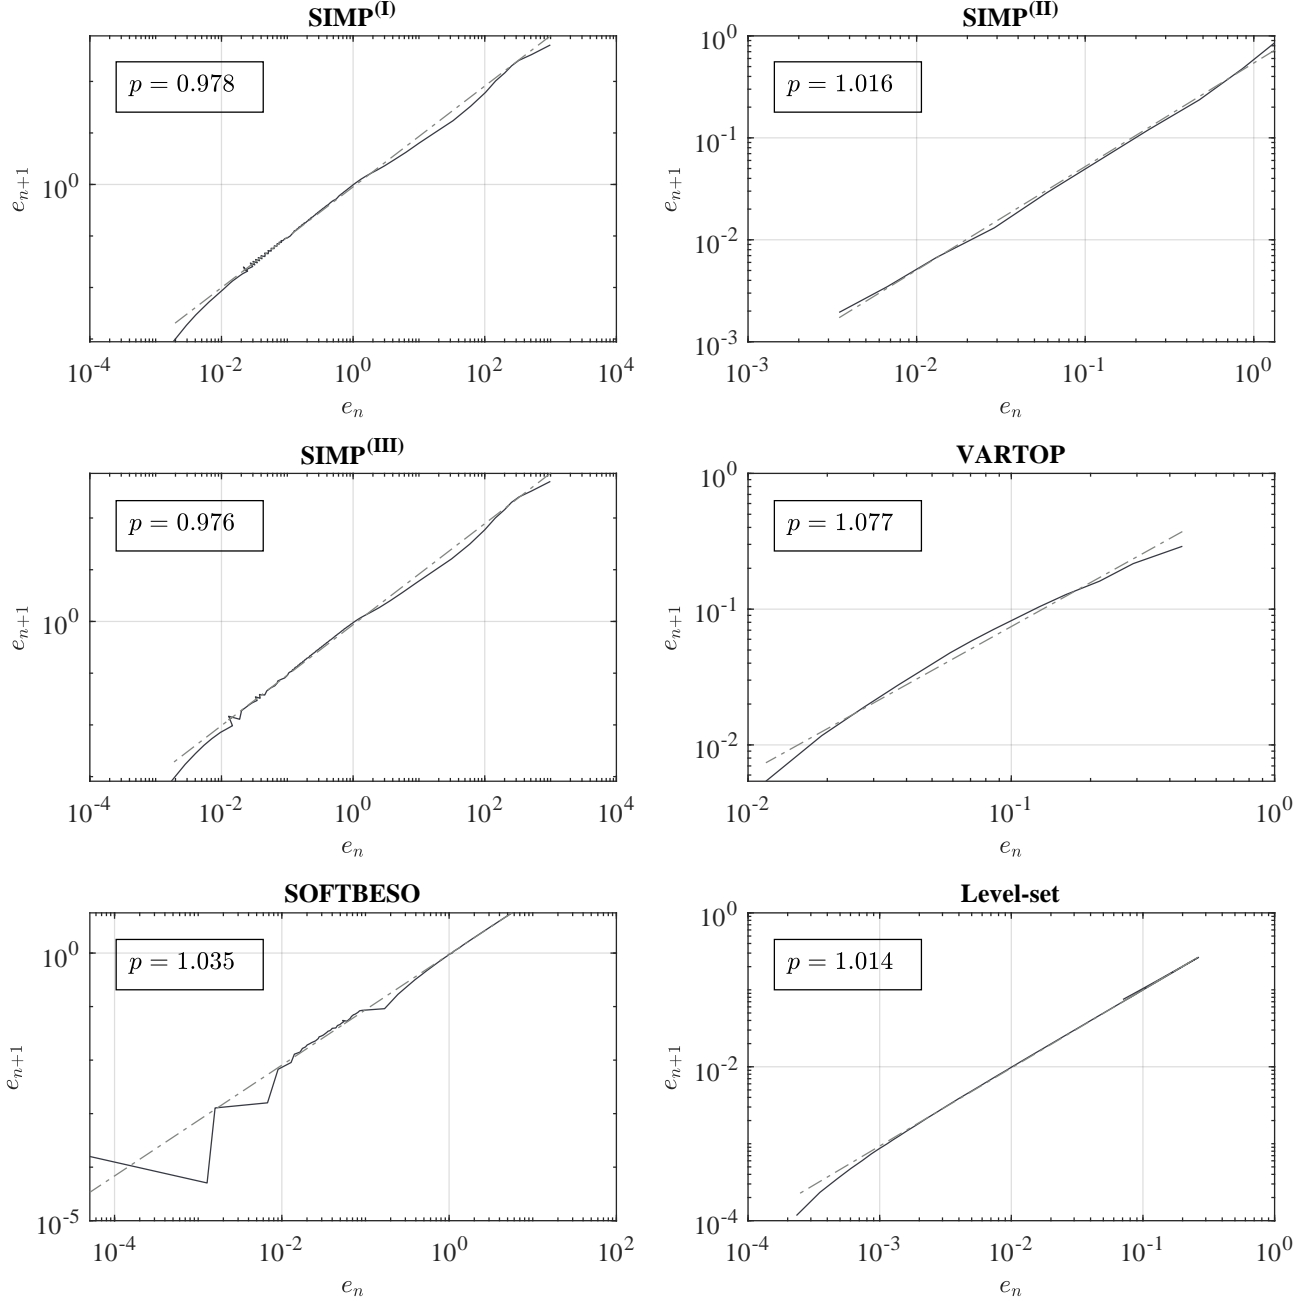 SIMP(I)
p = 0.978
10^0
e_{n+1}
10^-4 10^-2 10^0 10^2 10^4
e_n
SIMP(II)
p = 1.016
10^0
10^-1
10^-2
10^-3
e_{n+1}
10^-3 10^-2 10^-1 10^0
e_n
SIMP(III)
p = 0.976
10^0
e_{n+1}
10^-4 10^-2 10^0 10^2 10^4
e_n
VARTOP
p = 1.077
10^0
10^-1
10^-2
e_{n+1}
10^-2 10^-1 10^0
e_n
SOFTBESO
p = 1.035
10^0
10^-5
e_{n+1}
10^-4 10^-2 10^0 10^2
e_n
Level-set
p = 1.014
10^0
10^-2
10^-4
e_{n+1}
10^-4 10^-3 10^-2 10^-1 10^0
e_n